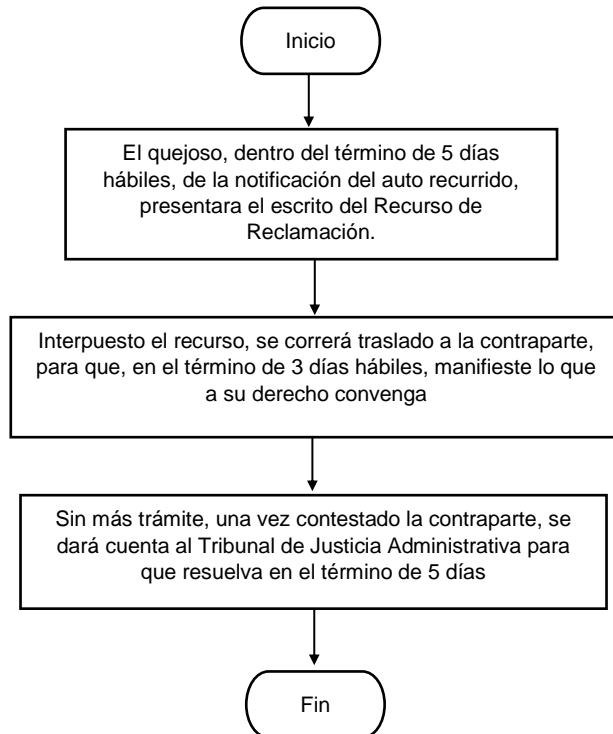 Inicio
El quejoso, dentro del término de 5 días
hábiles, de la notificación del auto recurrido,
presentara el escrito del Recurso de
Reclamación.
Interpuesto el recurso, se correrá traslado a la contraparte,
para que, en el término de 3 días hábiles, manifieste lo que
a su derecho convenga
Sin más trámite, una vez contestado la contraparte, se
dará cuenta al Tribunal de Justicia Administrativa para
que resuelva en el término de 5 días
Fin